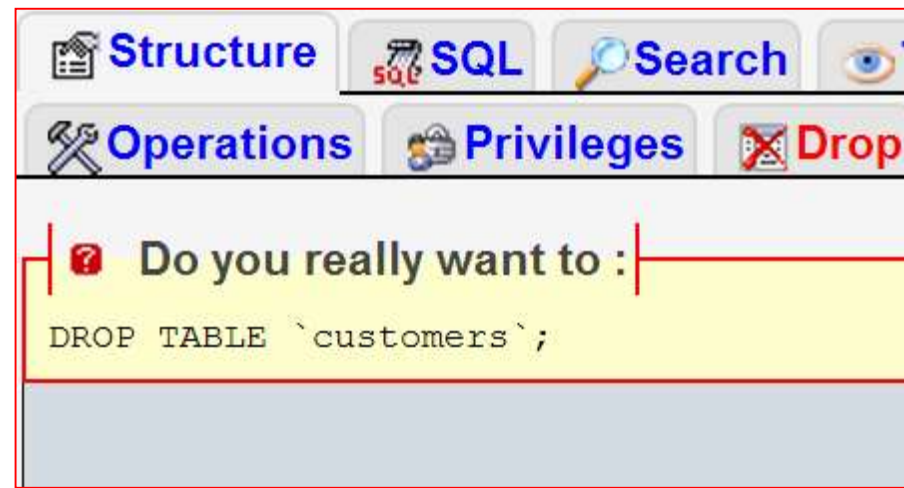 Structure SQL Search
Operations Privileges Drop
Do you really want to :
DROP TABLE `customers`;